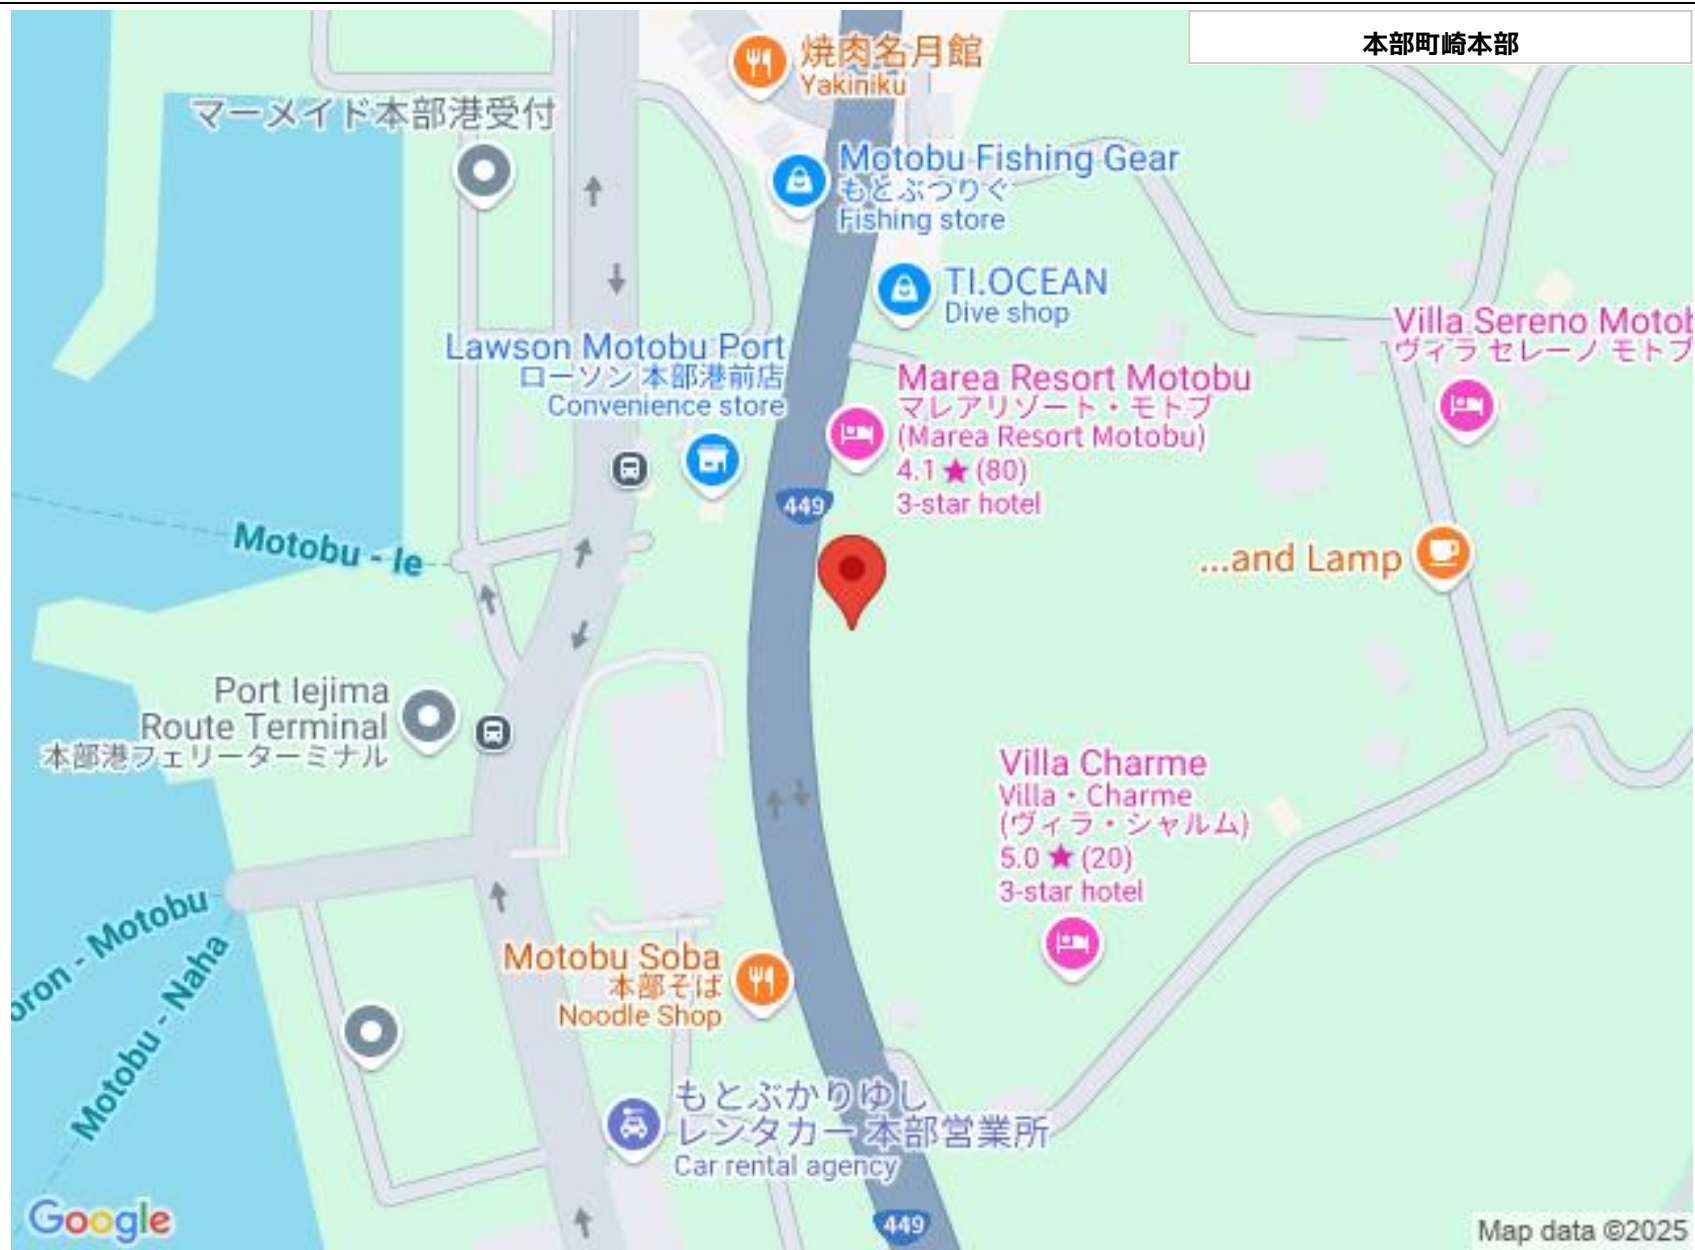 本部町崎本部
焼肉名月館
Yakiniku
マーメイド本部港受付
Motobu Fishing Gear
もとぶつりぐ
Fishing store
TI.OCEAN
Dive shop
Lawson Motobu Port
ローソン 本部港前店
Convenience store
Villa Sereno Motob
ヴィラ セレーノ モトブ
Marea Resort Motobu
マレアリゾート・モトブ
(Marea Resort Motobu)
4.1 ★ (80)
3-star hotel
449
Motobu - Ie
...and Lamp
Port Iejima
Route Terminal
本部港フェリーターミナル
Villa Charme
Villa・Charme
(ヴィラ・シャルム)
5.0 ★ (20)
3-star hotel
oron - Motobu
Motobu - Naha
Motobu Soba
本部そば
Noodle Shop
もとぶかりゆし
レンタカー 本部営業所
Car rental agency
449
Google
Map data ©2025